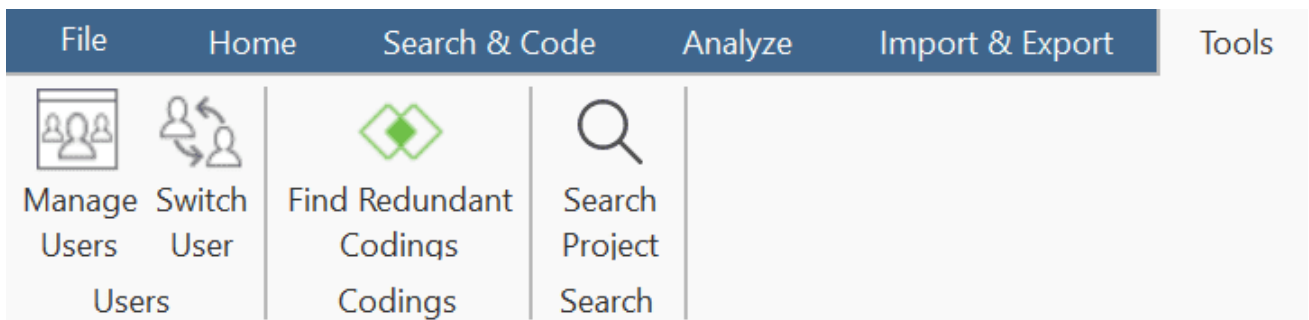 File Home Search & Code Analyze Import & Export Tools
Manage Switch Find Redundant Search
Users User Codings Project
Users Codings Search